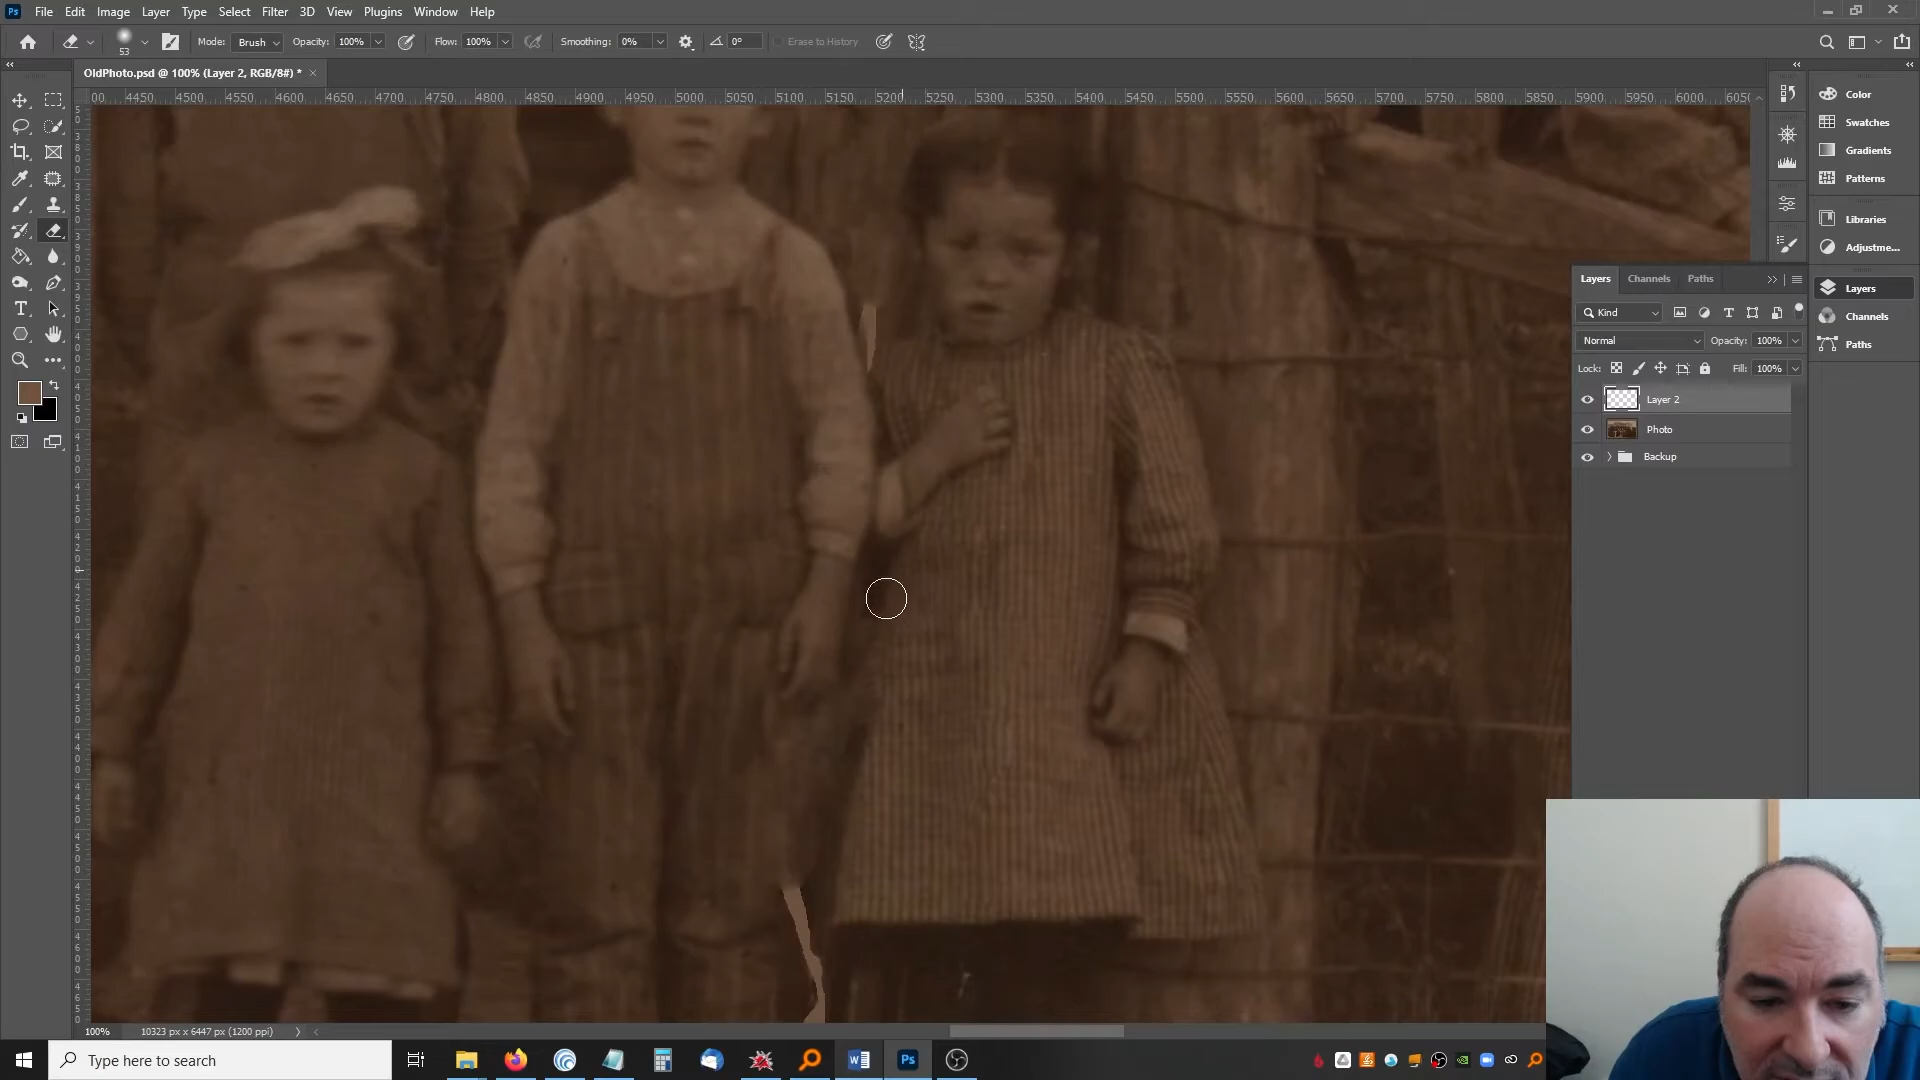 Ps File Edit Image Layer Type Select Filter 3D View Plugins Window Help
53 Mode: Brush Opacity: 100% Flow: 100% Smoothing: 0% 0° Erase to History
OldPhoto.psd @ 100% (Layer 2, RGB/8#) * ×
00 4450 4500 4550 4600 4650 4700 4750 4800 4850 4900 4950 5000 5050 5100 5150 5200 5250 5300 5350 5400 5450 5500 5550 5600 5650 5700 5750 5800 5850 5900 5950 6000 6050
Color
Swatches
Gradients
Patterns
Libraries
Adjustme...
Layers
Channels
Paths
Layers Channels Paths
Kind
Normal Opacity: 100%
Lock: Fill: 100%
Layer 2
Photo
Backup
100% 10323 px x 6447 px (1200 ppi)
Type here to search
Ps